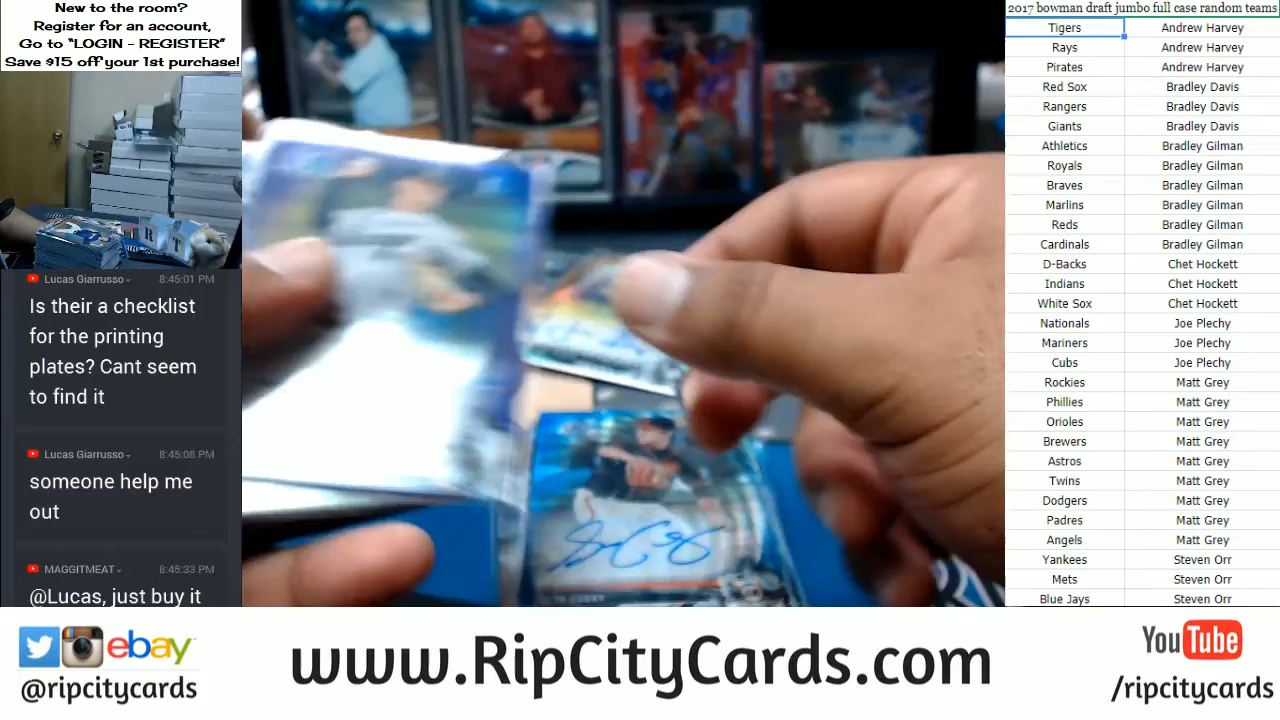 New to the room?
Register for an account,
Go to “LOGIN - REGISTER”
Save $15 off your 1st purchase!
Lucas Giarrusso 8:45:01 PM
Is their a checklist
for the printing
plates? Cant seem
to find it
Lucas Giarrusso 8:45:08 PM
someone help me
out
MAGGITMEAT 8:45:33 PM
@Lucas, just buy it
2017 bowman draft jumbo full case random teams
Tigers Andrew Harvey
Rays Andrew Harvey
Pirates Andrew Harvey
Red Sox Bradley Davis
Rangers Bradley Davis
Giants Bradley Davis
Athletics Bradley Gilman
Royals Bradley Gilman
Braves Bradley Gilman
Marlins Bradley Gilman
Reds Bradley Gilman
Cardinals Bradley Gilman
D-Backs Chet Hockett
Indians Chet Hockett
White Sox Chet Hockett
Nationals Joe Plechy
Mariners Joe Plechy
Cubs Joe Plechy
Rockies Matt Grey
Phillies Matt Grey
Orioles Matt Grey
Brewers Matt Grey
Astros Matt Grey
Twins Matt Grey
Dodgers Matt Grey
Padres Matt Grey
Angels Matt Grey
Yankees Steven Orr
Mets Steven Orr
Blue Jays Steven Orr
R T
ebay
@ripcitycards
www.RipCityCards.com
YouTube
/ripcitycards